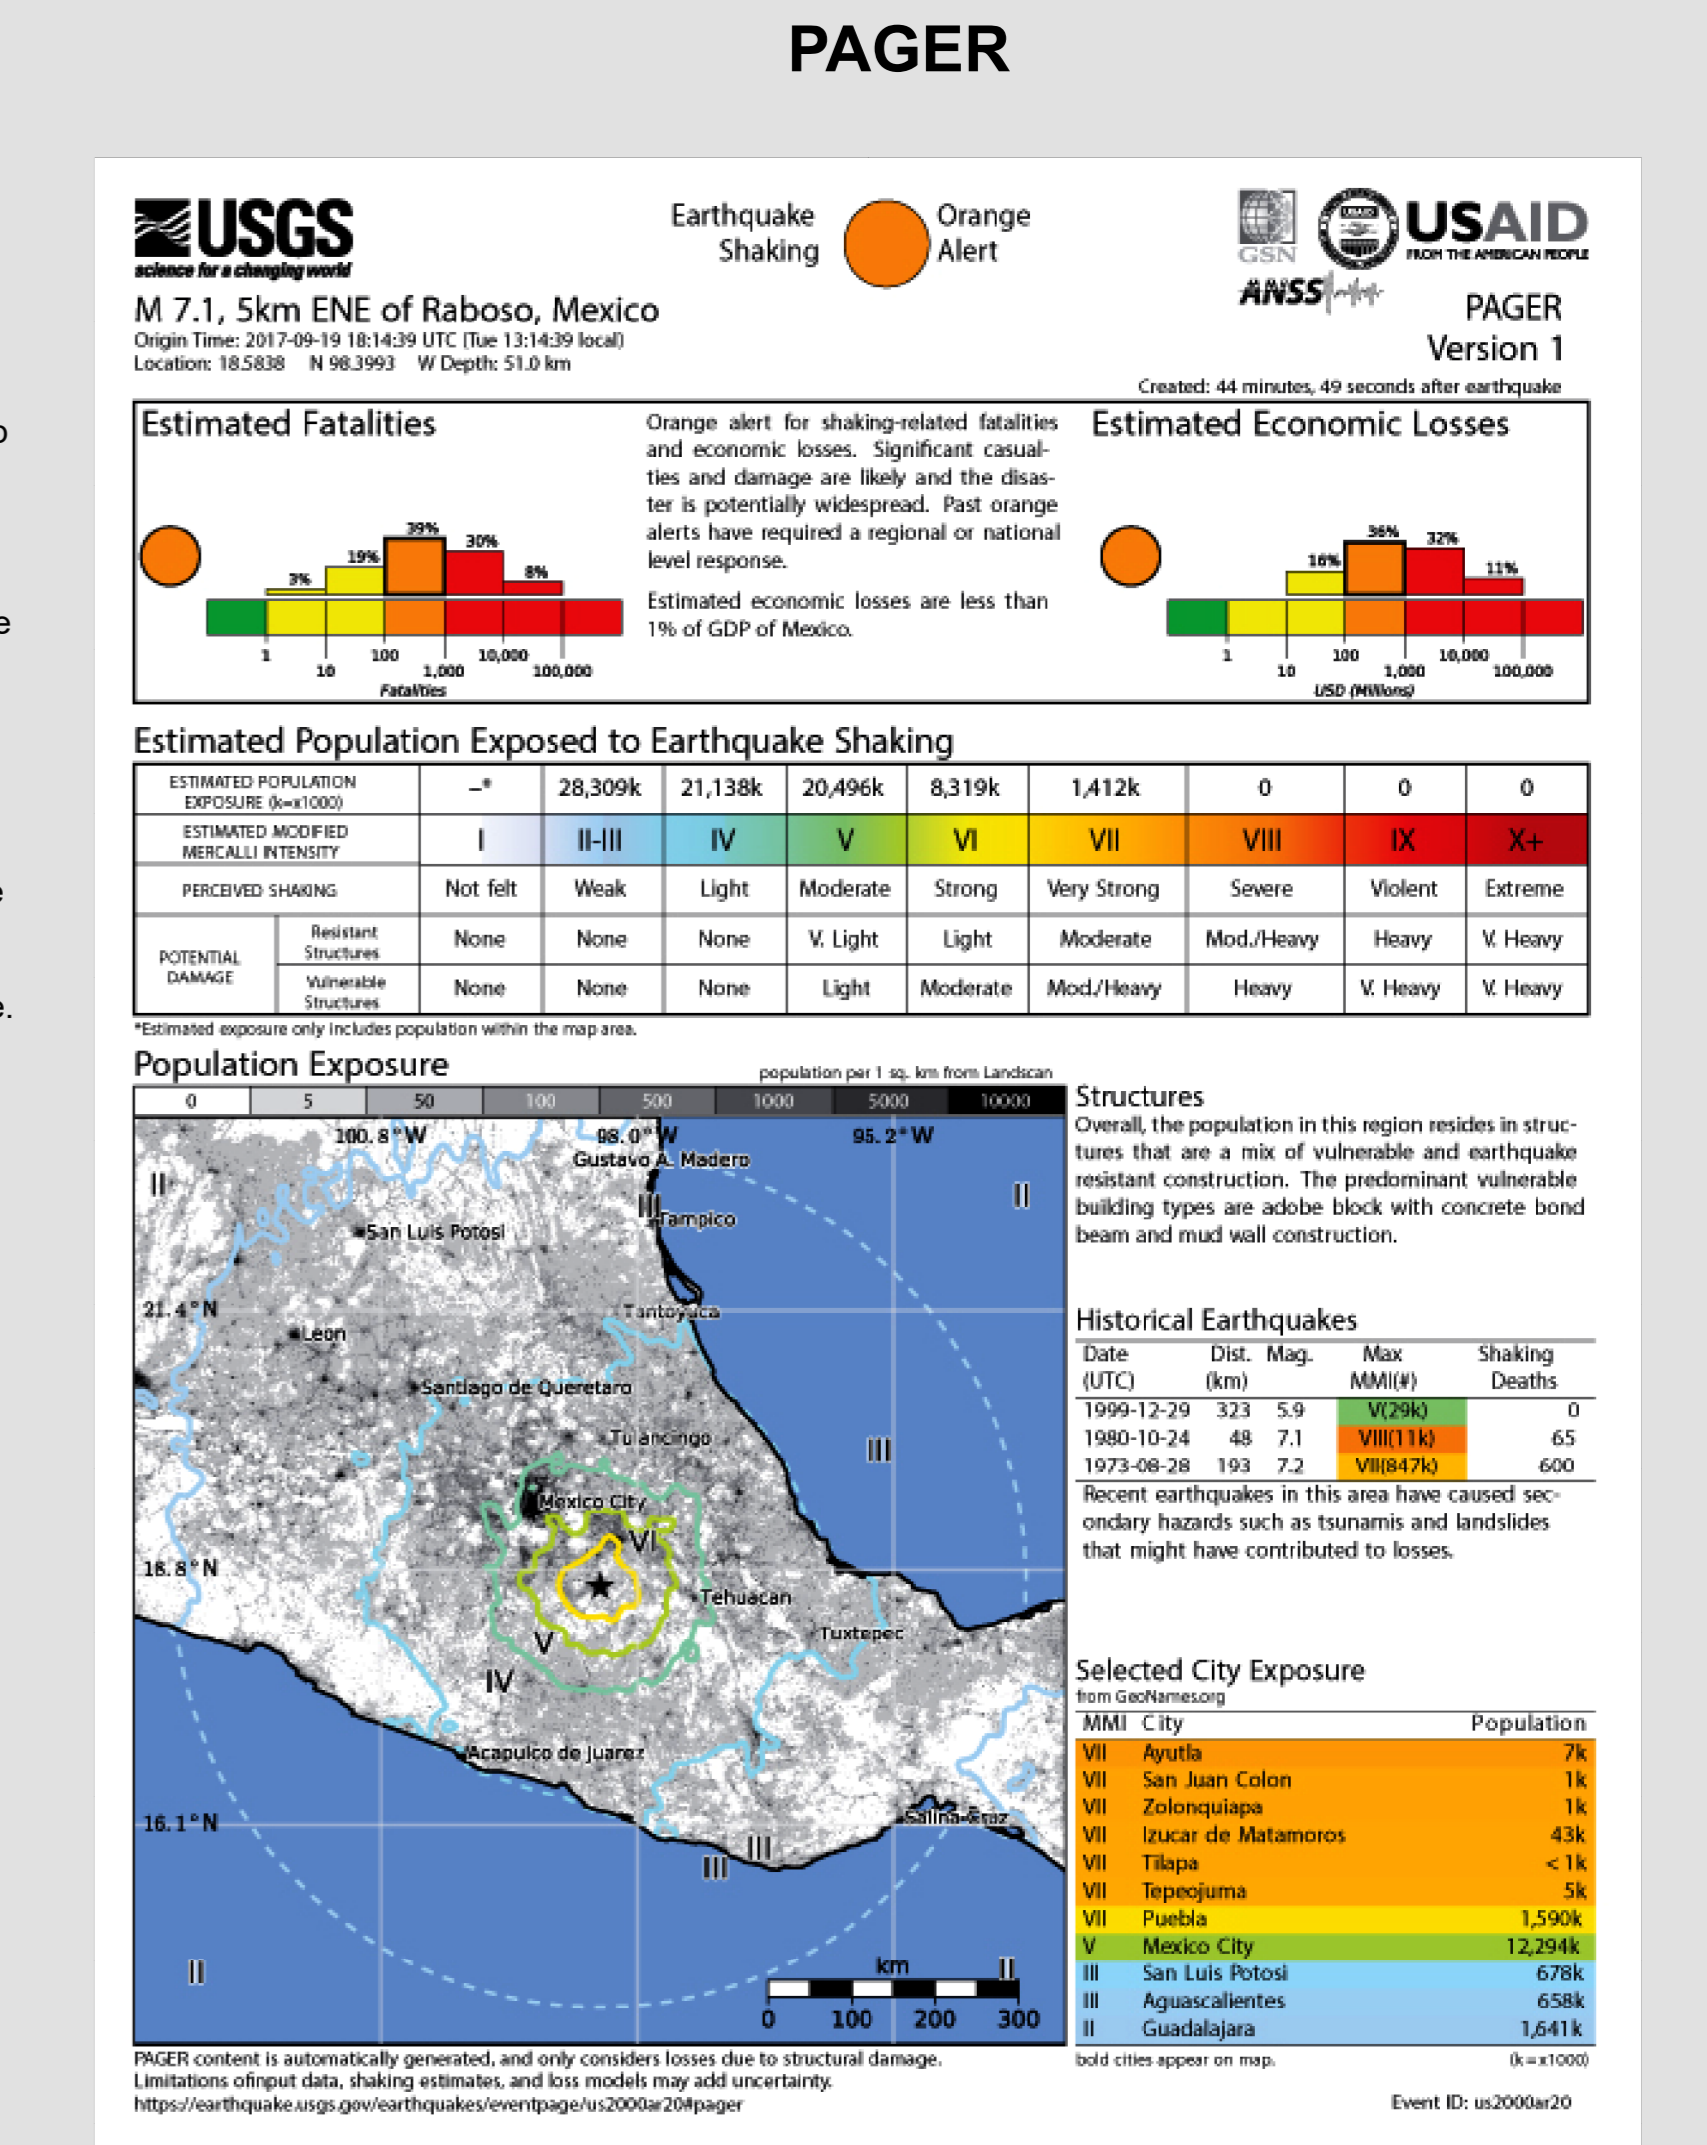 PAGER
USGS
science for a changing world
Earthquake
Shaking
Orange
Alert
GSN
USAID
FROM THE AMERICAN PEOPLE
ANSS
M 7.1, 5km ENE of Raboso, Mexico
Origin Time: 2017-09-19 18:14:39 UTC (Tue 13:14:39 local)
Location: 18.5838 N 98.3993 W Depth: 51.0 km
PAGER
Version 1
Created: 44 minutes, 49 seconds after earthquake
Estimated Fatalities
39%
30%
19%
8%
3%
1 100 10,000
10 1,000 100,000
Fatalities
Orange alert for shaking-related fatalities
and economic losses. Significant casual-
ties and damage are likely and the disas-
ter is potentially widespread. Past orange
alerts have required a regional or national
level response.
Estimated economic losses are less than
1% of GDP of Mexico.
Estimated Economic Losses
36%
32%
16%
11%
1 100 10,000
10 1,000 100,000
USD (Millions)
Estimated Population Exposed to Earthquake Shaking
ESTIMATED POPULATION
EXPOSURE (k=x1000)
–* 28,309k 21,138k 20,496k 8,319k 1,412k 0 0 0
ESTIMATED MODIFIED
MERCALLI INTENSITY
I II-III IV V VI VII VIII IX X+
PERCEIVED SHAKING Not felt Weak Light Moderate Strong Very Strong Severe Violent Extreme
POTENTIAL
DAMAGE
Resistant
Structures
None None None V. Light Light Moderate Mod./Heavy Heavy V. Heavy
Vulnerable
Structures
None None None Light Moderate Mod./Heavy Heavy V. Heavy V. Heavy
*Estimated exposure only includes population within the map area.
Population Exposure
population per 1 sq. km from Landscan
0 5 50 100 500 1000 5000 10000
100.8°W 98.0°W 95.2°W
Gustavo A. Madero
II
II
III
Tampico
San Luis Potosi
21.4°N
Tantoyuca
Leon
Santiago de Queretaro
Tulancingo
III
Mexico City
VI
18.8°N
Tehuacan
Tuxtepec
V
IV
Acapulco de Juarez
16.1°N
Salina Cruz
III
III
II
km
II
0 100 200 300
Structures
Overall, the population in this region resides in struc-
tures that are a mix of vulnerable and earthquake
resistant construction. The predominant vulnerable
building types are adobe block with concrete bond
beam and mud wall construction.
Historical Earthquakes
Date Dist. Mag. Max Shaking
(UTC) (km) MMI(#) Deaths
1999-12-29 323 5.9 V(29k) 0
1980-10-24 48 7.1 VIII(11k) 65
1973-08-28 193 7.2 VII(847k) 600
Recent earthquakes in this area have caused sec-
ondary hazards such as tsunamis and landslides
that might have contributed to losses.
Selected City Exposure
from GeoNames.org
MMI City Population
VII Ayutla 7k
VII San Juan Colon 1k
VII Zolonquiapa 1k
VII Izucar de Matamoros 43k
VII Tilapa < 1k
VII Tepeojuma 5k
VII Puebla 1,590k
V Mexico City 12,294k
III San Luis Potosi 678k
III Aguascalientes 658k
II Guadalajara 1,641k
bold cities appear on map. (k=x1000)
PAGER content is automatically generated, and only considers losses due to structural damage.
Limitations ofinput data, shaking estimates, and loss models may add uncertainty.
https://earthquake.usgs.gov/earthquakes/eventpage/us2000ar20#pager
Event ID: us2000ar20